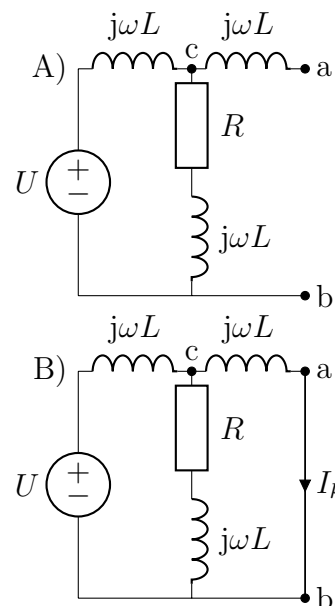 jωL c jωL
A) a
R
U + −
jωL
b
jωL c jωL
B) a
R
U + − I
jωL
b